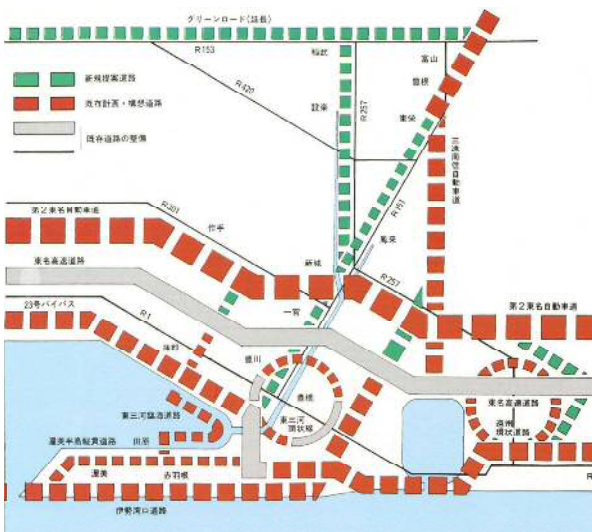 グリーンロード(延長)
R153
稲武
富山
豊根
新規提案道路
R420
設楽
R257
東栄
既市計画・構想道路
既存道路の整備
三遠南信自動車道
R151
R301
第2東名自動車道
作手
鳳来
東名高速道路
新城
R257
23号バイパス
R1
一宮
第2東名自動車道
豊川
豊橋
東名高速道路
東三河臨海道路
東三河
環状線
遠州
環状道路
渥美半島縦貫道路
田原
渥美
赤羽根
伊勢湾口道路